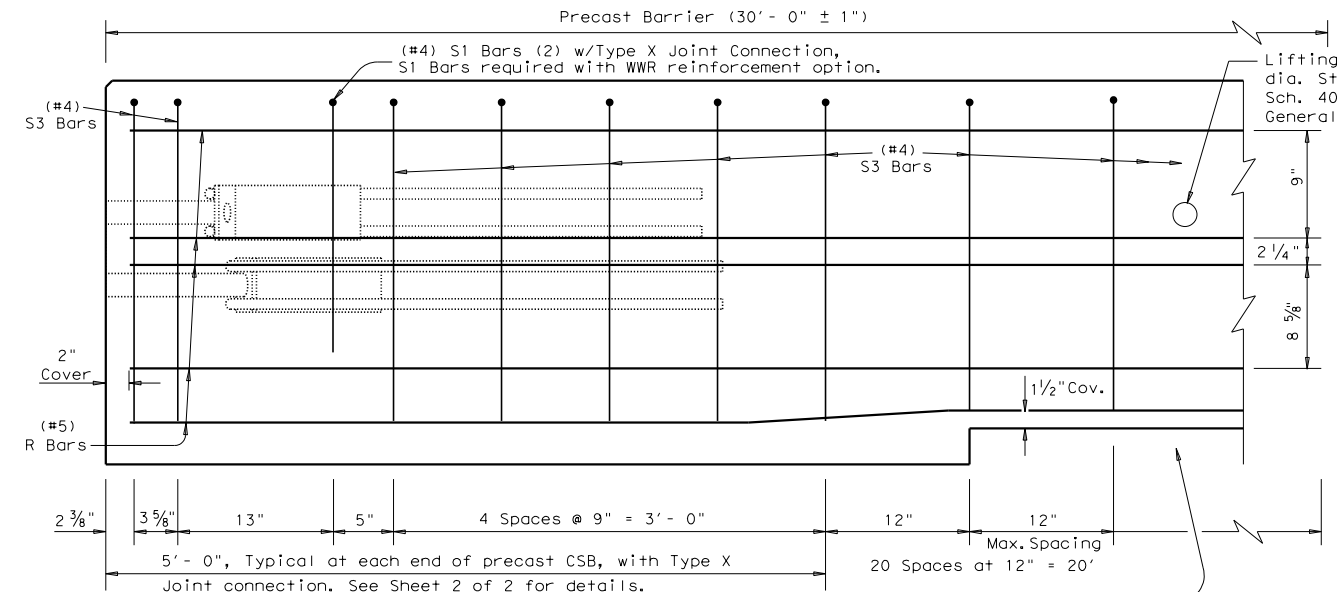 Precast Barrier (30'- 0" ± 1")
(#4) S1 Bars (2) w/Type X Joint Connection,
S1 Bars required with WWR reinforcement option.
Lifting
dia. St
Sch. 40
General
(#4)
S3 Bars
(#4)
S3 Bars
9"
2 1/4"
8 5/8"
2"
Cover
1 1/2" Cov.
(#5)
R Bars
2 3/8"
3 5/8"
13"
5"
4 Spaces @ 9" = 3'- 0"
12"
12"
Max. Spacing
5'- 0", Typical at each end of precast CSB, with Type X
Joint connection. See Sheet 2 of 2 for details.
20 Spaces at 12" = 20'